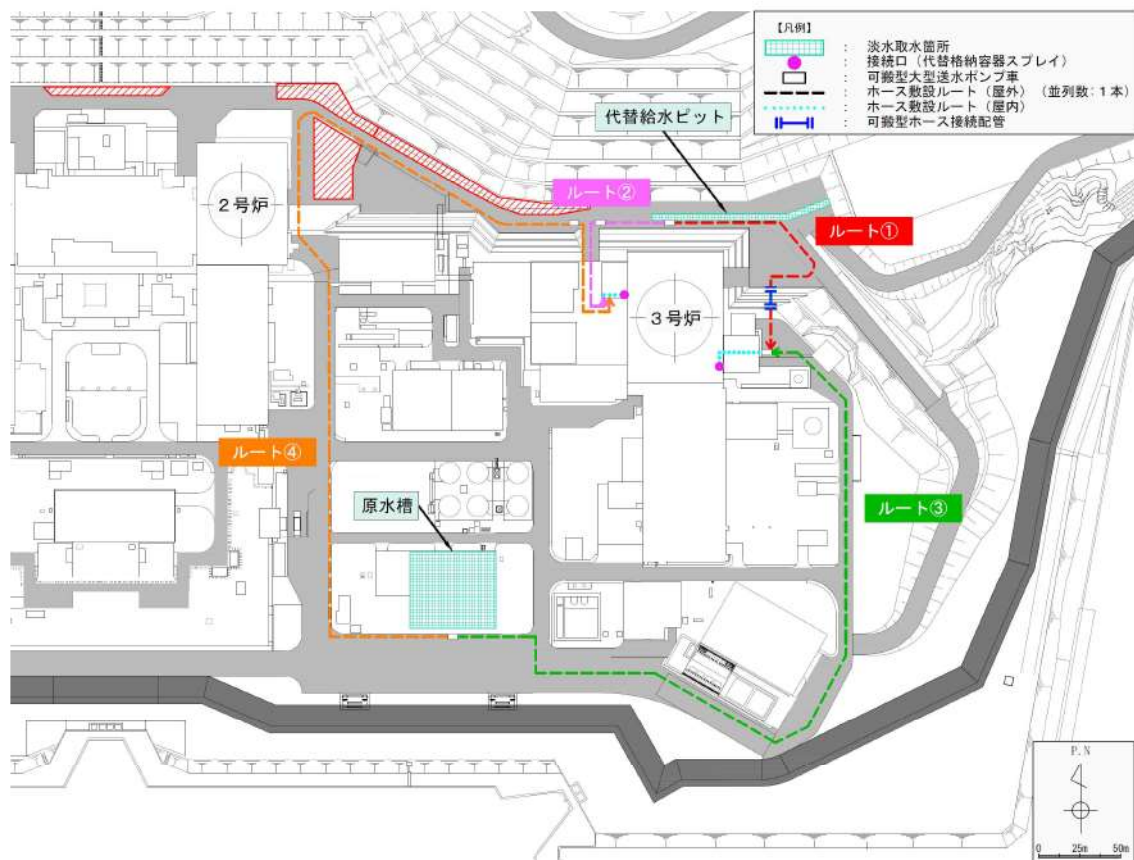 【凡例】
： 淡水取水箇所
： 接続口（代替格納容器スプレイ）
： 可搬型大型送水ポンプ車
： ホース敷設ルート（屋外）（並列数：１本）
： ホース敷設ルート（屋内）
： 可搬型ホース接続配管
代替給水ピット
ルート②
２号炉
ルート①
３号炉
ルート④
原水槽
ルート③
P.N
0 25m 50m